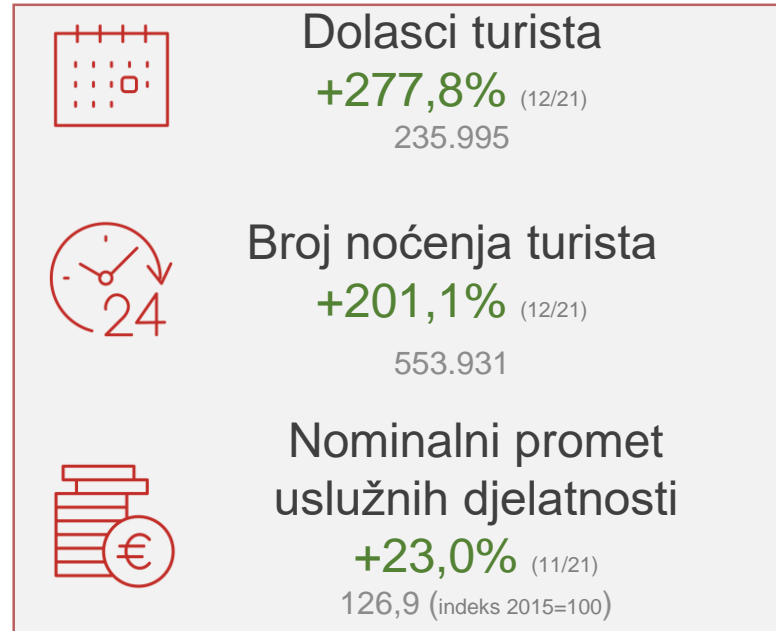 Dolasci turista
+277,8% (12/21)
235.995
24
Broj noćenja turista
+201,1% (12/21)
553.931
Nominalni promet
uslužnih djelatnosti
+23,0% (11/21)
€
126,9 (indeks 2015=100)